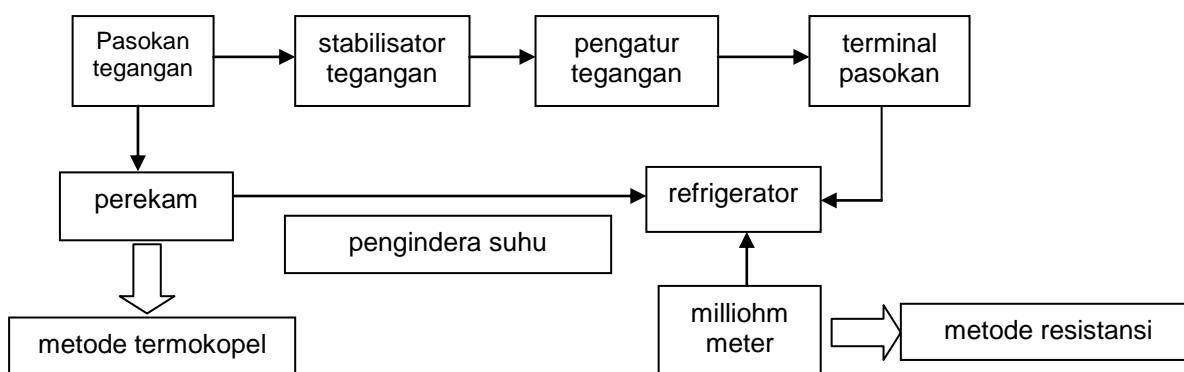 Pasokan
tegangan
stabilisator
tegangan
pengatur
tegangan
terminal
pasokan
perekam
refrigerator
pengindera suhu
metode termokopel
milliohm
meter
metode resistansi